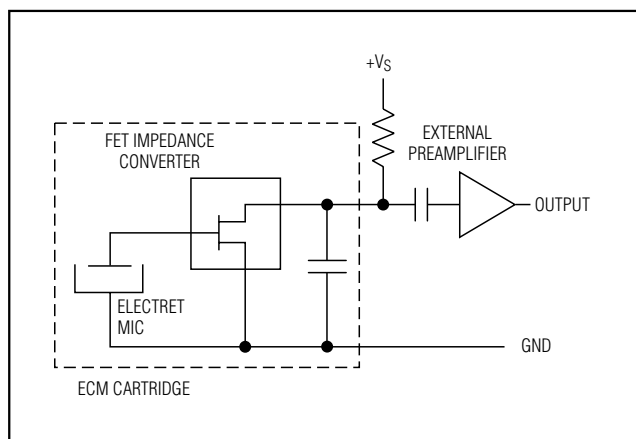 +VS
FET IMPEDANCE
CONVERTER
EXTERNAL
PREAMPLIFIER
OUTPUT
ELECTRET
MIC
GND
ECM CARTRIDGE